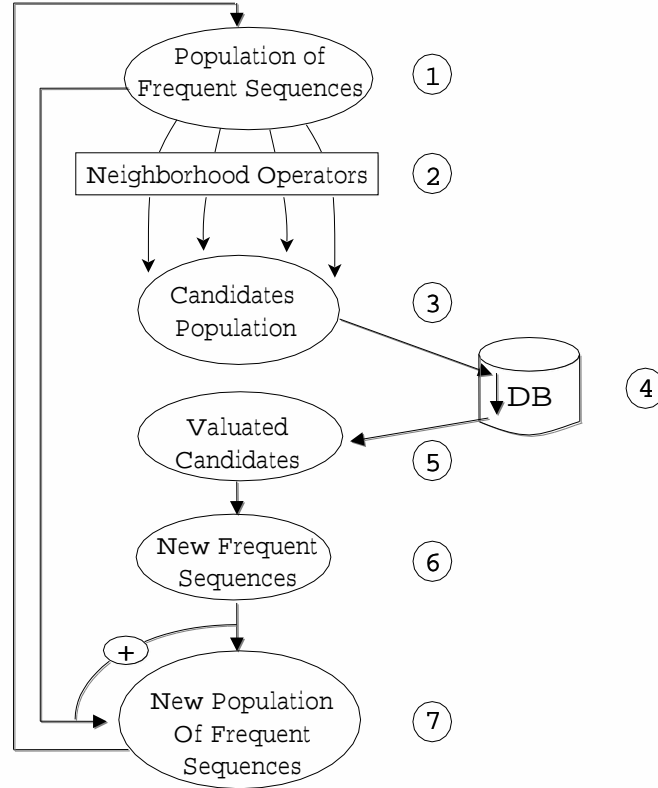 Population of
Frequent Sequences
1
Neighborhood Operators
2
Candidates
Population
3
DB
4
Valuated
Candidates
5
New Frequent
Sequences
6
+
New Population
Of Frequent
Sequences
7